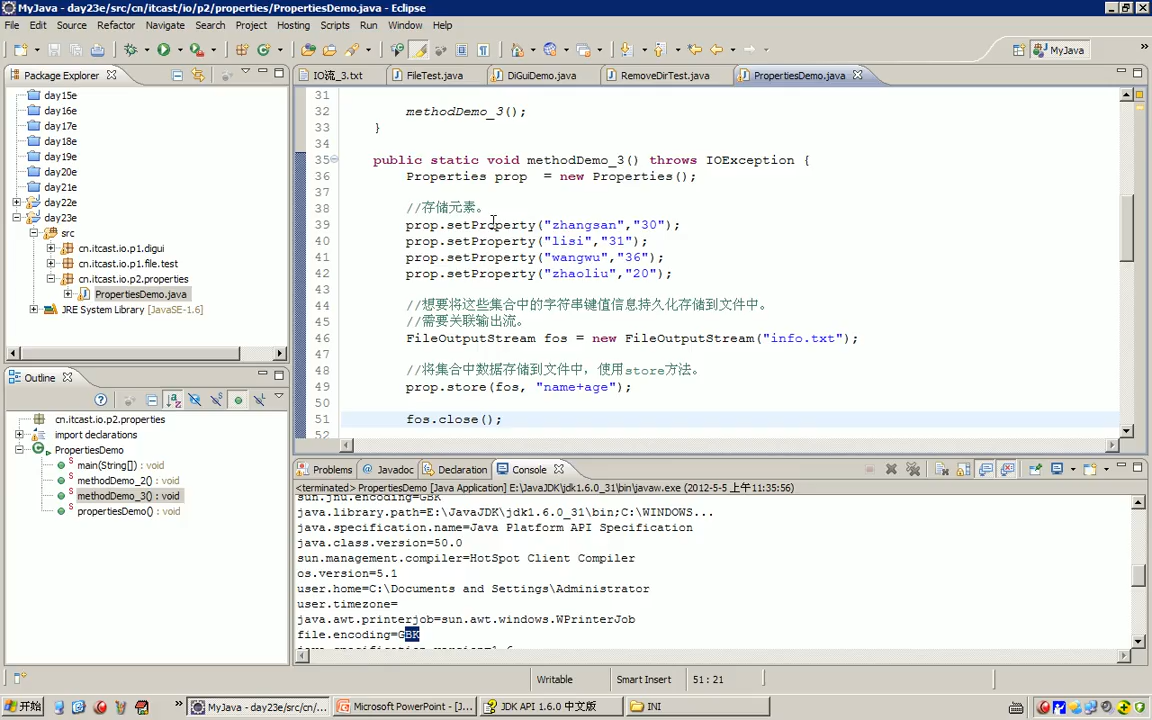 MyJava - day23e/src/cn/itcast/io/p2/properties/PropertiesDemo.java - Eclipse
File Edit Source Refactor Navigate Search Project Hosting Scripts Run Window Help
MyJava
Package Explorer
day15e
day16e
day17e
day18e
day19e
day20e
day21e
day22e
day23e
src
cn.itcast.io.p1.digui
cn.itcast.io.p1.file.test
cn.itcast.io.p2.properties
PropertiesDemo.java
JRE System Library [JavaSE-1.6]
Outline
cn.itcast.io.p2.properties
import declarations
PropertiesDemo
main(String[]) : void
methodDemo_2() : void
methodDemo_3() : void
propertiesDemo() : void
IO流_3.txt FileTest.java DiGuiDemo.java RemoveDirTest.java PropertiesDemo.java
31
32 methodDemo_3();
33 }
34
35 public static void methodDemo_3() throws IOException {
36 Properties prop = new Properties();
37
38 //存储元素。
39 prop.setProperty("zhangsan","30");
40 prop.setProperty("lisi","31");
41 prop.setProperty("wangwu","36");
42 prop.setProperty("zhaoliu","20");
43
44 //想要将这些集合中的字符串键值信息持久化存储到文件中。
45 //需要关联输出流。
46 FileOutputStream fos = new FileOutputStream("info.txt");
47
48 //将集合中数据存储到文件中，使用store方法。
49 prop.store(fos, "name+age");
50
51 fos.close();
52
Problems Javadoc Declaration Console
<terminated> PropertiesDemo [Java Application] E:\JavaJDK\jdk1.6.0_31\bin\javaw.exe (2012-5-5 上午11:35:56)
sun.jnu.encoding=GBK
java.library.path=E:\JavaJDK\jdk1.6.0_31\bin;C:\WINDOWS...
java.specification.name=Java Platform API Specification
java.class.version=50.0
sun.management.compiler=HotSpot Client Compiler
os.version=5.1
user.home=C:\Documents and Settings\Administrator
user.timezone=
java.awt.printerjob=sun.awt.windows.WPrinterJob
file.encoding=GBK
java.specification.version=1.6
Writable Smart Insert 51 : 21
开始 MyJava - day23e/src/cn/... Microsoft PowerPoint - [J... JDK API 1.6.0 中文版 INI